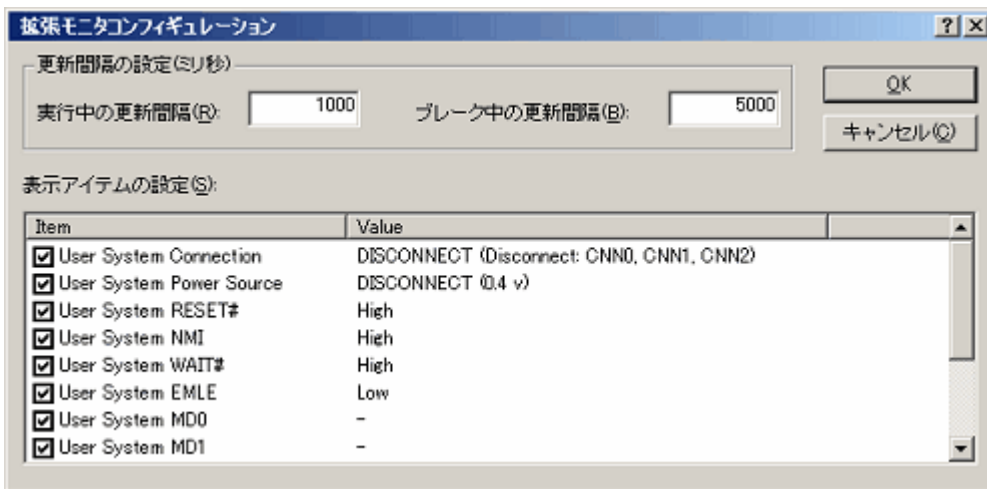 拡張モニタコンフィギュレーション
更新間隔の設定(ミリ秒)
実行中の更新間隔(R): 1000 ブレーク中の更新間隔(B): 5000
OK
キャンセル(C)
表示アイテムの設定(S):
Item Value
User System Connection DISCONNECT (Disconnect: CNN0, CNN1, CNN2)
User System Power Source DISCONNECT (0.4 v)
User System RESET# High
User System NMI High
User System WAIT# High
User System EMLE Low
User System MD0 -
User System MD1 -